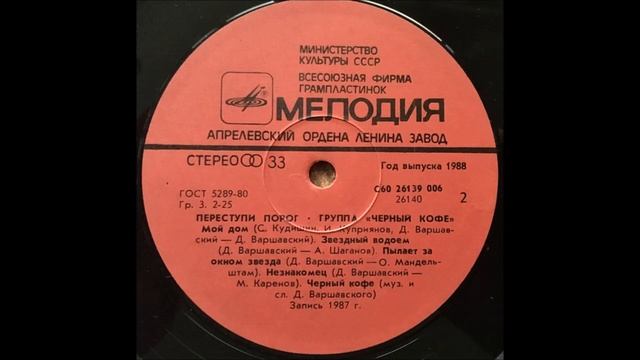 МИНИСТЕРСТВО
КУЛЬТУРЫ СССР
ВСЕСОЮЗНАЯ ФИРМА
ГРАМПЛАСТИНОК
МЕЛОДИЯ
АПРЕЛЕВСКИЙ ОРДЕНА ЛЕНИНА ЗАВОД
СТЕРЕО 33
Год выпуска 1988
ГОСТ 5289-80
С60 26139 006
Гр. 3. 2-25
26140
2
ПЕРЕСТУПИ ПОРОГ · ГРУППА «ЧЕРНЫЙ КОФЕ»
Мой дом (С. Кудишин, И. Куприянов, Д. Варшав-
ский — Д. Варшавский). Звездный водоем
(Д. Варшавский — А. Шаганов). Пылает за
окном звезда (Д. Варшавский — О. Мандель-
штам). Незнакомец (Д. Варшавский —
М. Каренов). Черный кофе (муз. и
сл. Д. Варшавского)
Запись 1987 г.